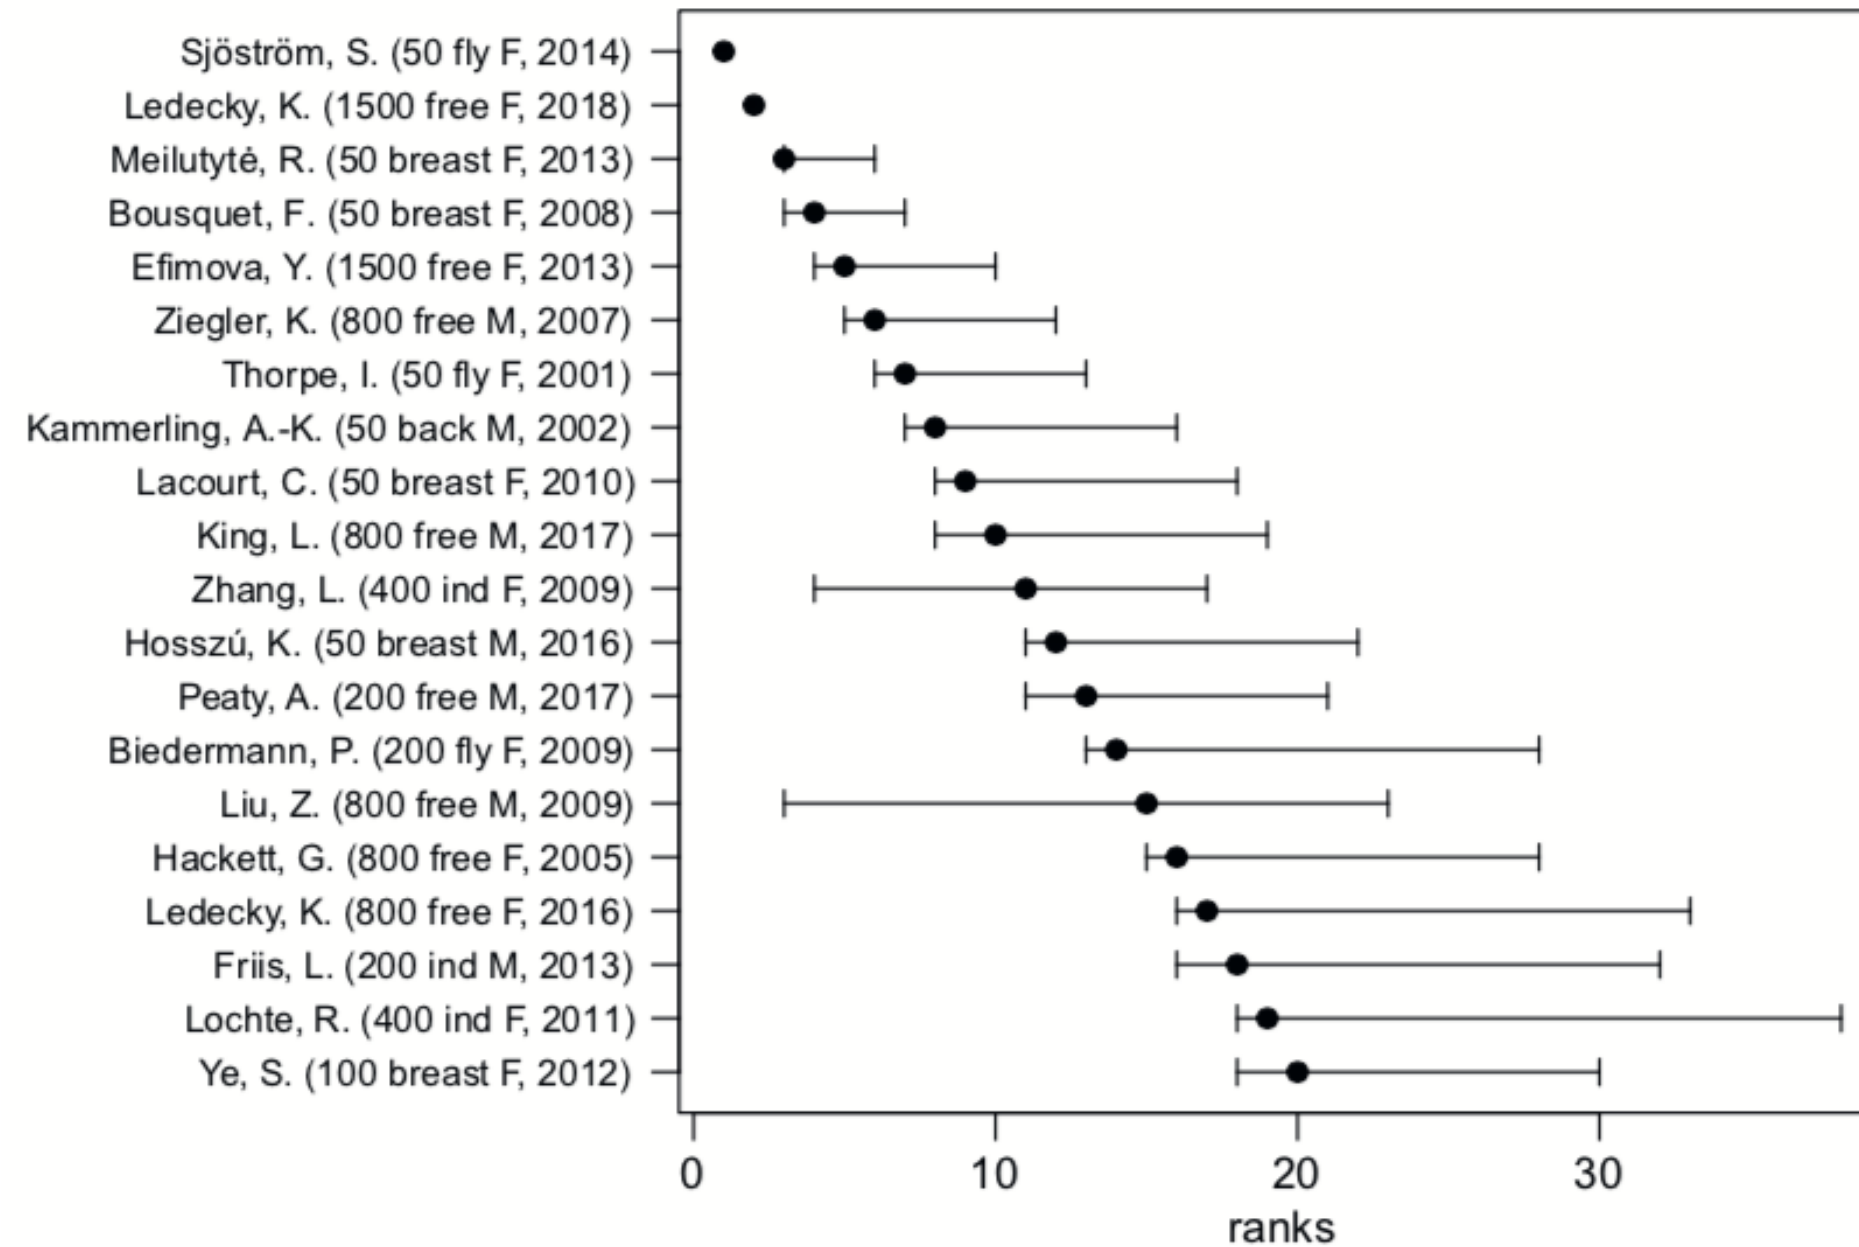 Sjöström, S. (50 fly F, 2014)
Ledecky, K. (1500 free F, 2018)
Meilutytė, R. (50 breast F, 2013)
Bousquet, F. (50 breast F, 2008)
Efimova, Y. (1500 free F, 2013)
Ziegler, K. (800 free M, 2007)
Thorpe, I. (50 fly F, 2001)
Kammerling, A.-K. (50 back M, 2002)
Lacourt, C. (50 breast F, 2010)
King, L. (800 free M, 2017)
Zhang, L. (400 ind F, 2009)
Hosszú, K. (50 breast M, 2016)
Peaty, A. (200 free M, 2017)
Biedermann, P. (200 fly F, 2009)
Liu, Z. (800 free M, 2009)
Hackett, G. (800 free F, 2005)
Ledecky, K. (800 free F, 2016)
Friis, L. (200 ind M, 2013)
Lochte, R. (400 ind F, 2011)
Ye, S. (100 breast F, 2012)
0 10 20 30
ranks